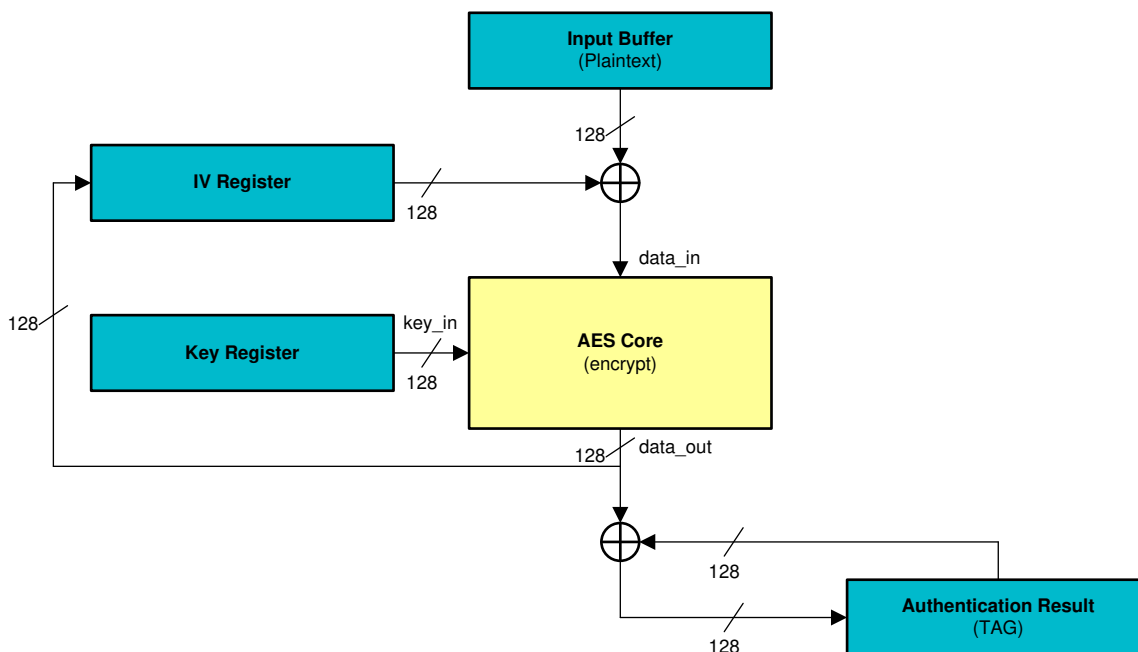 Input Buffer
(Plaintext)
128
IV Register
128
data_in
128
key_in
Key Register
128
AES Core
(encrypt)
128
data_out
128
Authentication Result
(TAG)
128